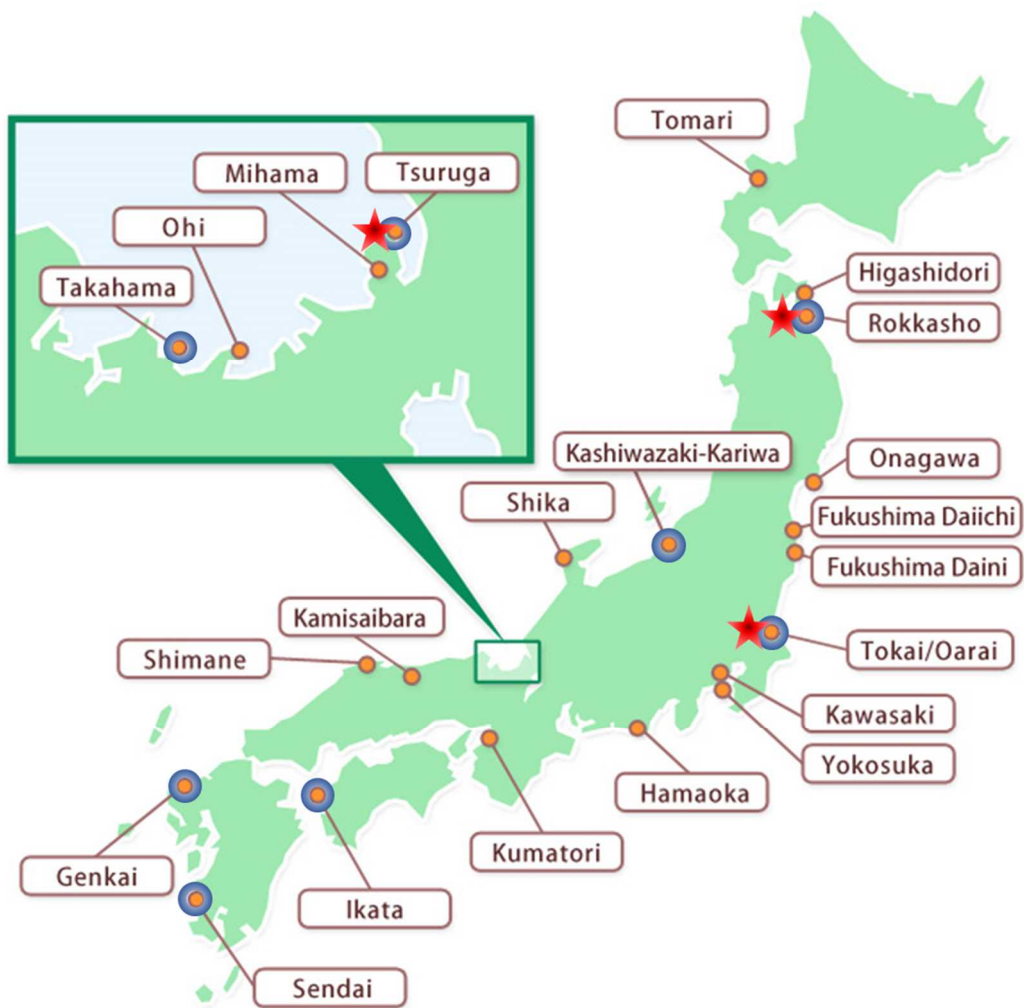 Tomari
Mihama
Tsuruga
Ohi
Takahama
Higashidori
Rokkasho
Kashiwazaki-Kariwa
Onagawa
Shika
Fukushima Daiichi
Fukushima Daini
Kamisaibara
Shimane
Tokai/Oarai
Kawasaki
Yokosuka
Hamaoka
Kumatori
Genkai
Ikata
Sendai